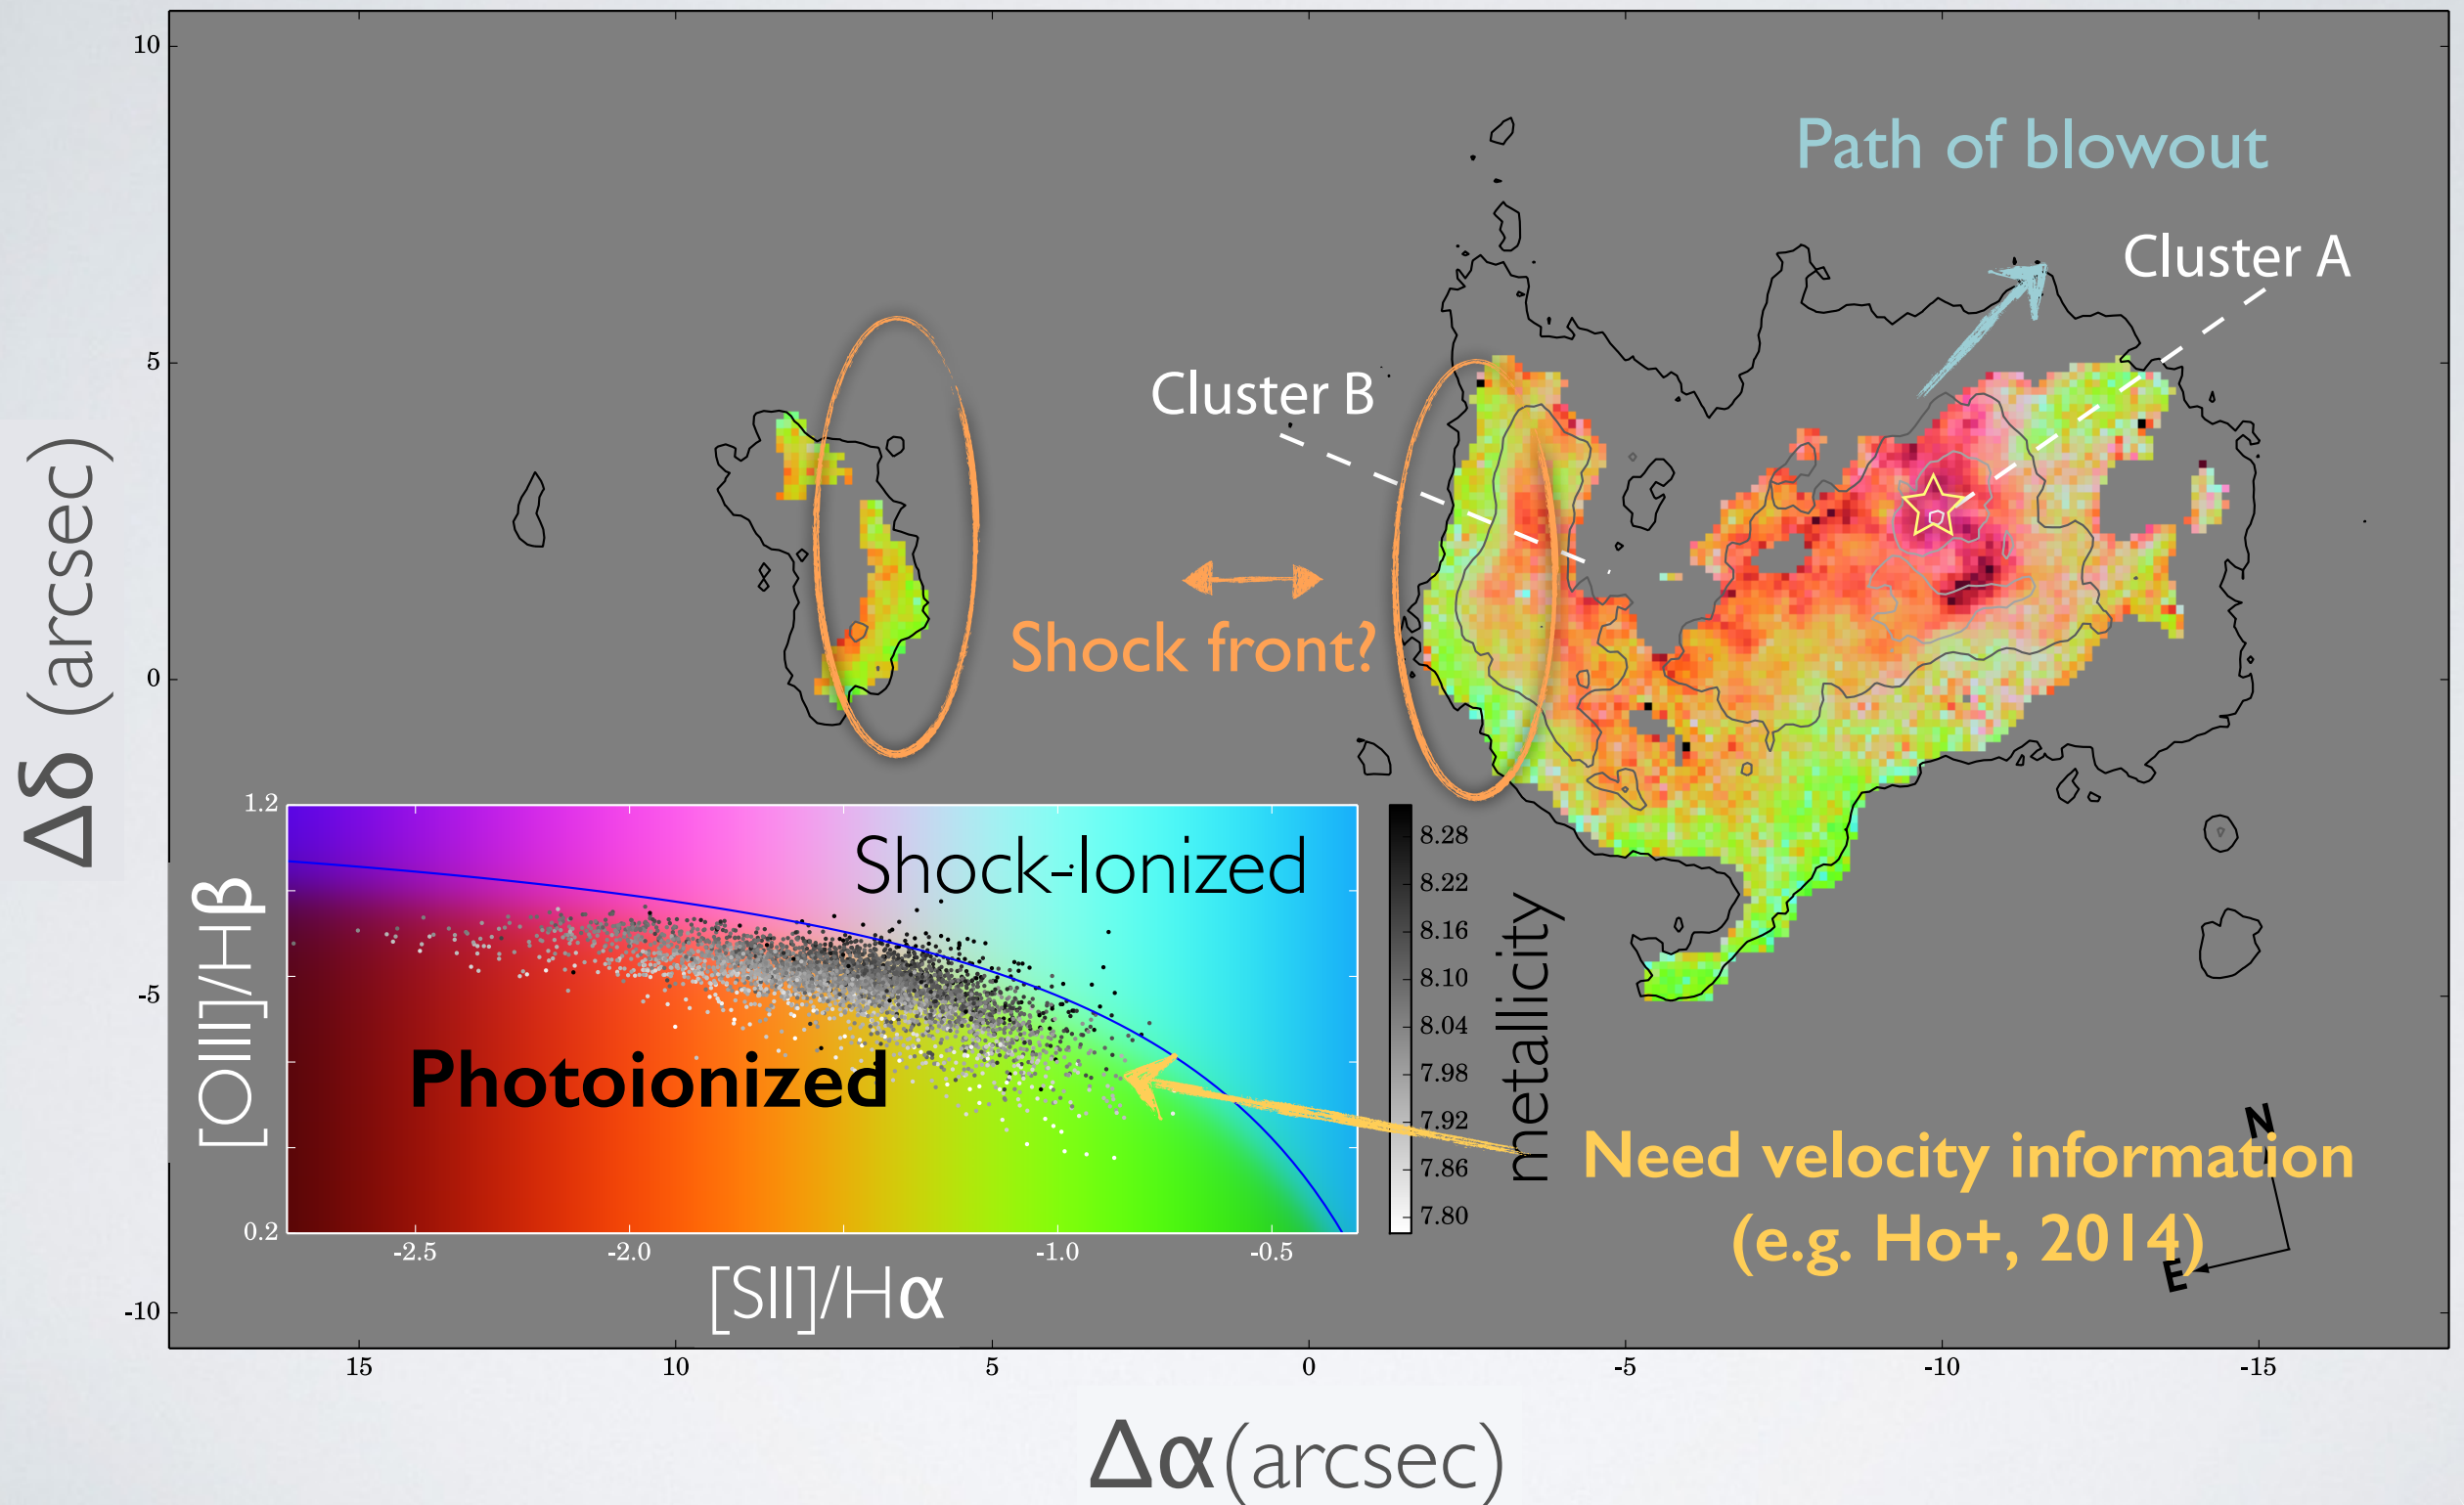 10
5
0
-5
-10
Δδ (arcsec)
15
10
5
0
-5
-10
-15
Δα(arcsec)
Path of blowout
Cluster A
Cluster B
Shock front?
1.2
0.2
[OIII]/Hβ
Shock-Ionized
Photoionized
-2.5
-2.0
-1.0
-0.5
[SII]/Hα
8.28
8.22
8.16
8.10
8.04
7.98
7.92
7.86
7.80
metallicity
N
Need velocity information
(e.g. Ho+, 2014)
E